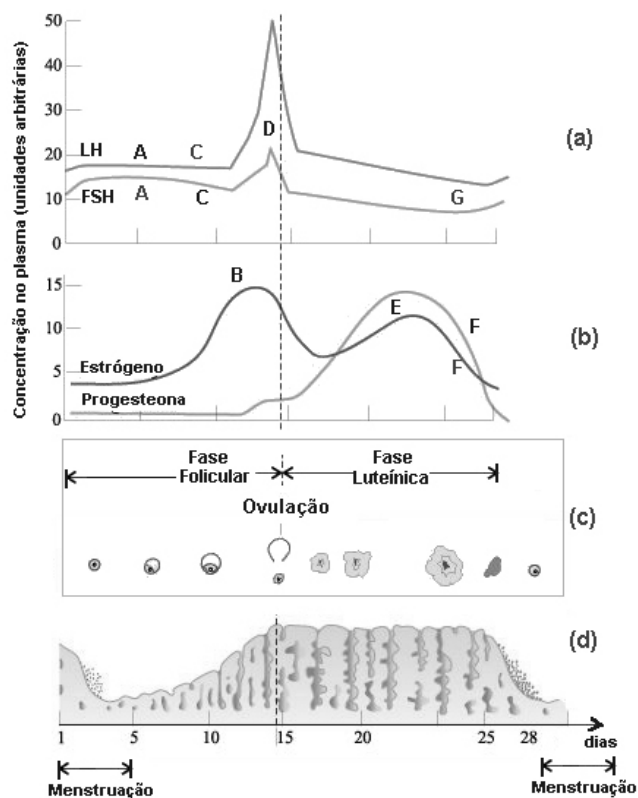 Concentração no plasma (unidades arbitrárias)
50
40
30
20
10
0
LH
A
C
D
FSH
A
C
G
(a)
15
10
5
0
B
E
F
F
Estrógeno
Progesteona
(b)
Fase
Folicular
Fase
Luteínica
Ovulação
(c)
(d)
1
5
10
15
20
25
28
dias
Menstruação
Menstruação